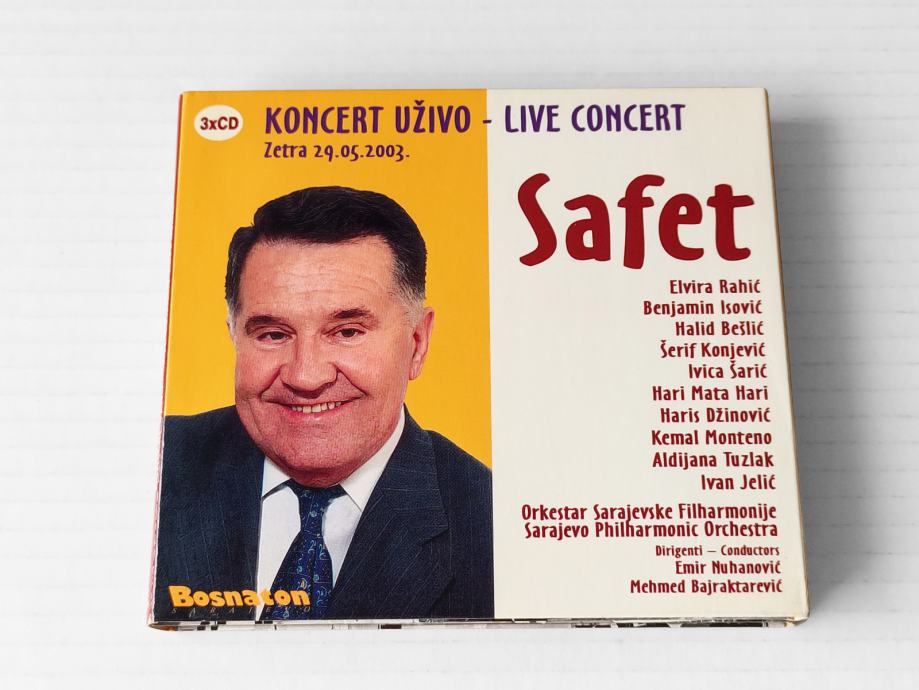 3xCD
KONCERT UŽIVO - LIVE CONCERT
Zetra 29.05.2003.
Safet
Elvira Rahić
Benjamin Isović
Halid Bešlić
Šerif Konjević
Ivica Šarić
Hari Mata Hari
Haris Džinović
Kemal Monteno
Aldijana Tuzlak
Ivan Jelić
Orkestar Sarajevske Filharmonije
Sarajevo Philharmonic Orchestra
Dirigenti – Conductors
Emir Nuhanović
Mehmed Bajraktarević
Bosnaton
SARAJEVO